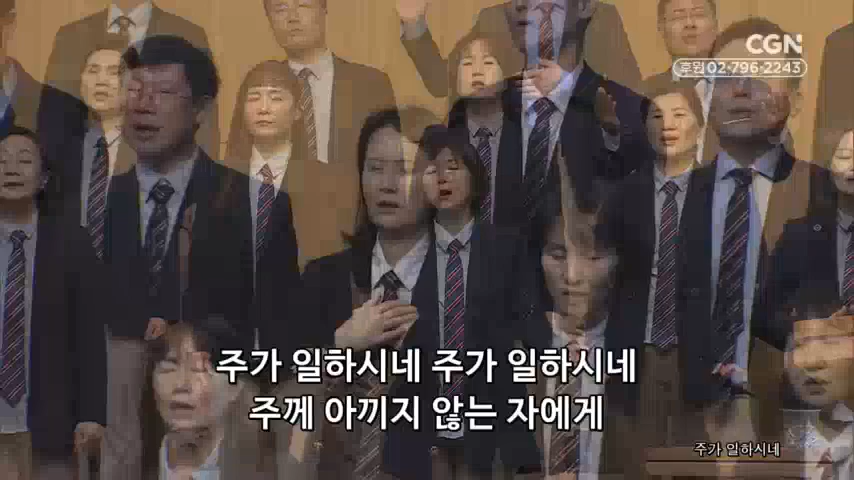 CGN
후원 02-796-2243
주가 일하시네 주가 일하시네
주께 아끼지 않는 자에게
주가 일하시네